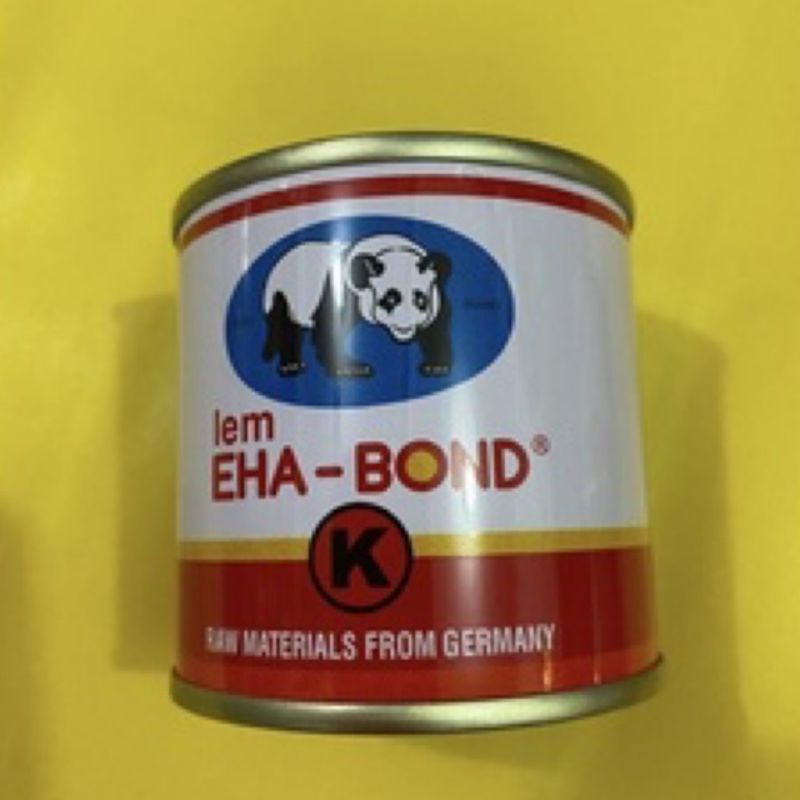 lem
EHA-BOND®
K
RAW MATERIALS FROM GERMANY